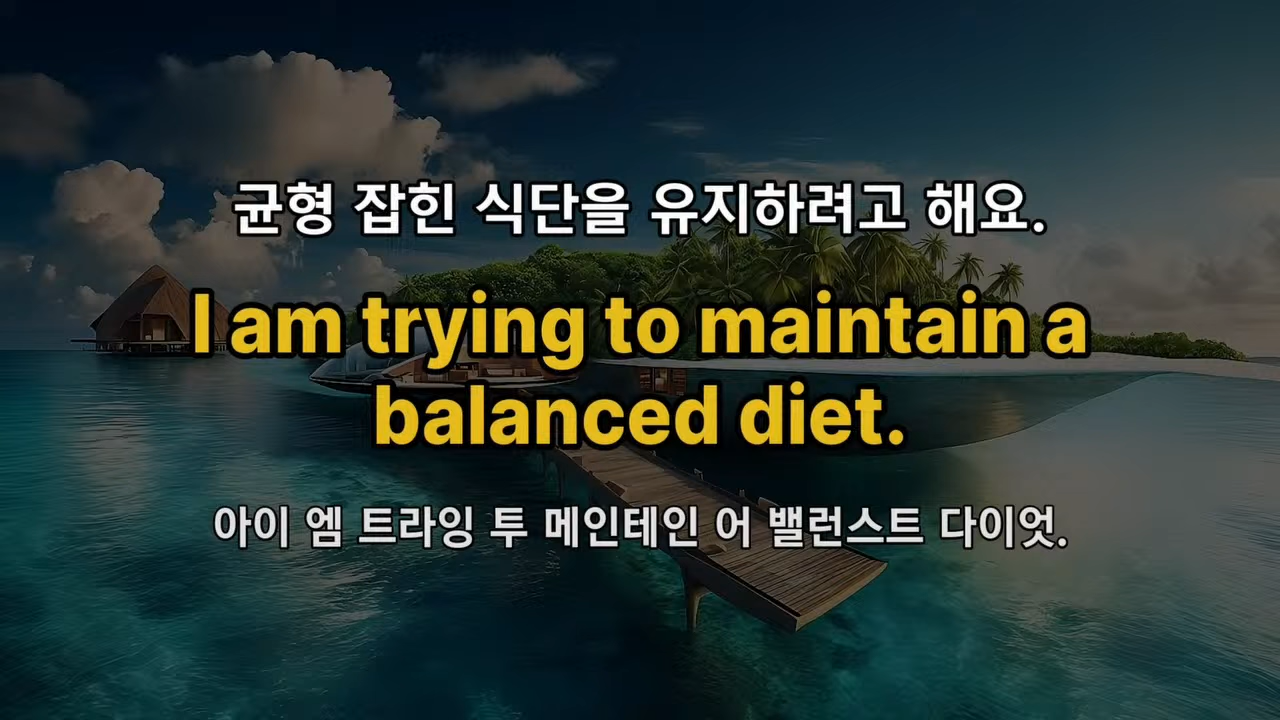 균형 잡힌 식단을 유지하려고 해요.
I am trying to maintain a
balanced diet.
아이 엠 트라잉 투 메인테인 어 밸런스트 다이엇.